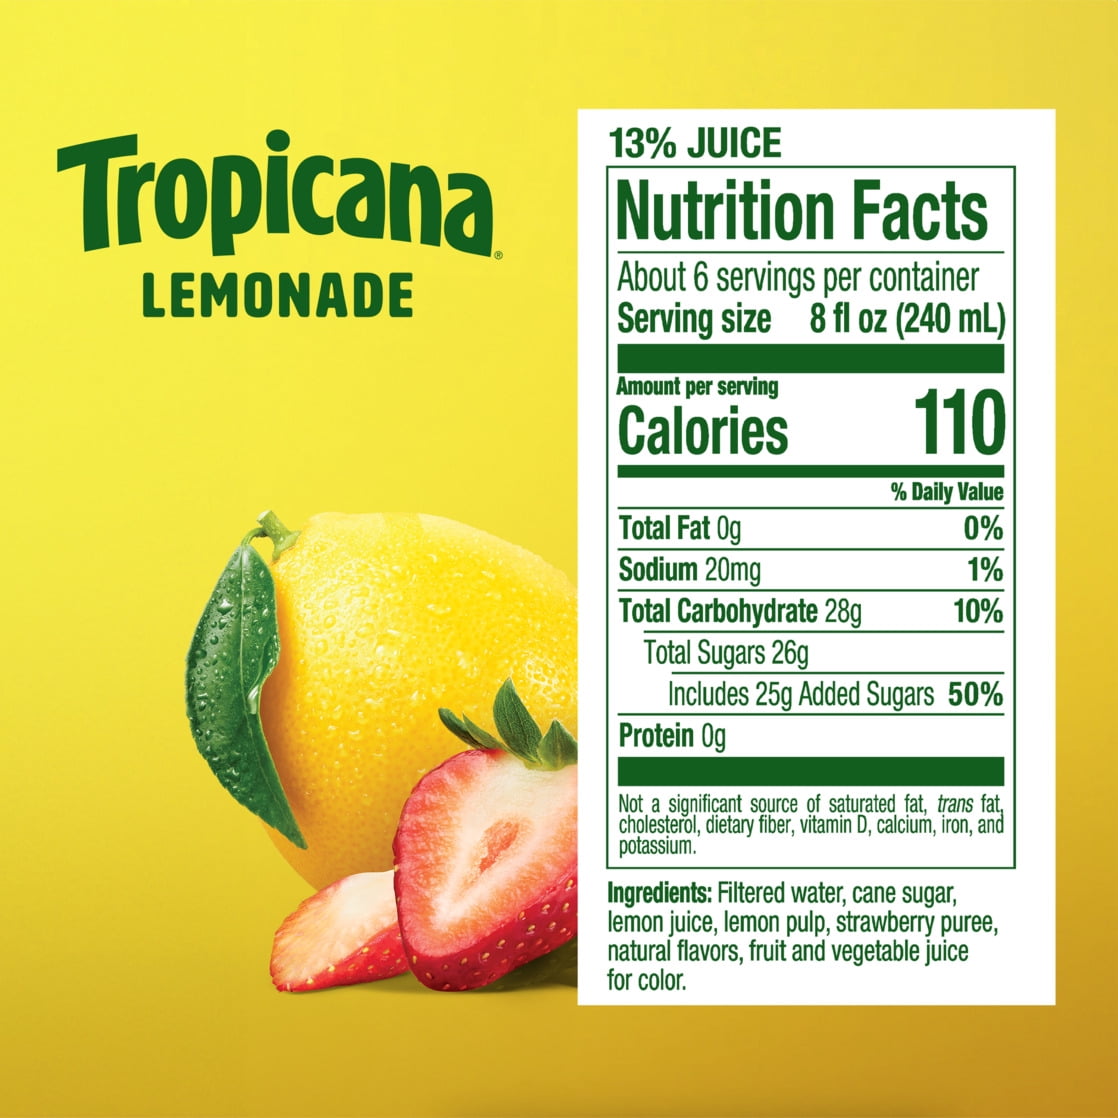 Tropicana®
LEMONADE
13% JUICE
Nutrition Facts
About 6 servings per container
Serving size 8 fl oz (240 mL)
Amount per serving
Calories 110
% Daily Value
Total Fat 0g 0%
Sodium 20mg 1%
Total Carbohydrate 28g 10%
Total Sugars 26g
Includes 25g Added Sugars 50%
Protein 0g
Not a significant source of saturated fat, trans fat,
cholesterol, dietary fiber, vitamin D, calcium, iron, and
potassium.
Ingredients: Filtered water, cane sugar,
lemon juice, lemon pulp, strawberry puree,
natural flavors, fruit and vegetable juice
for color.